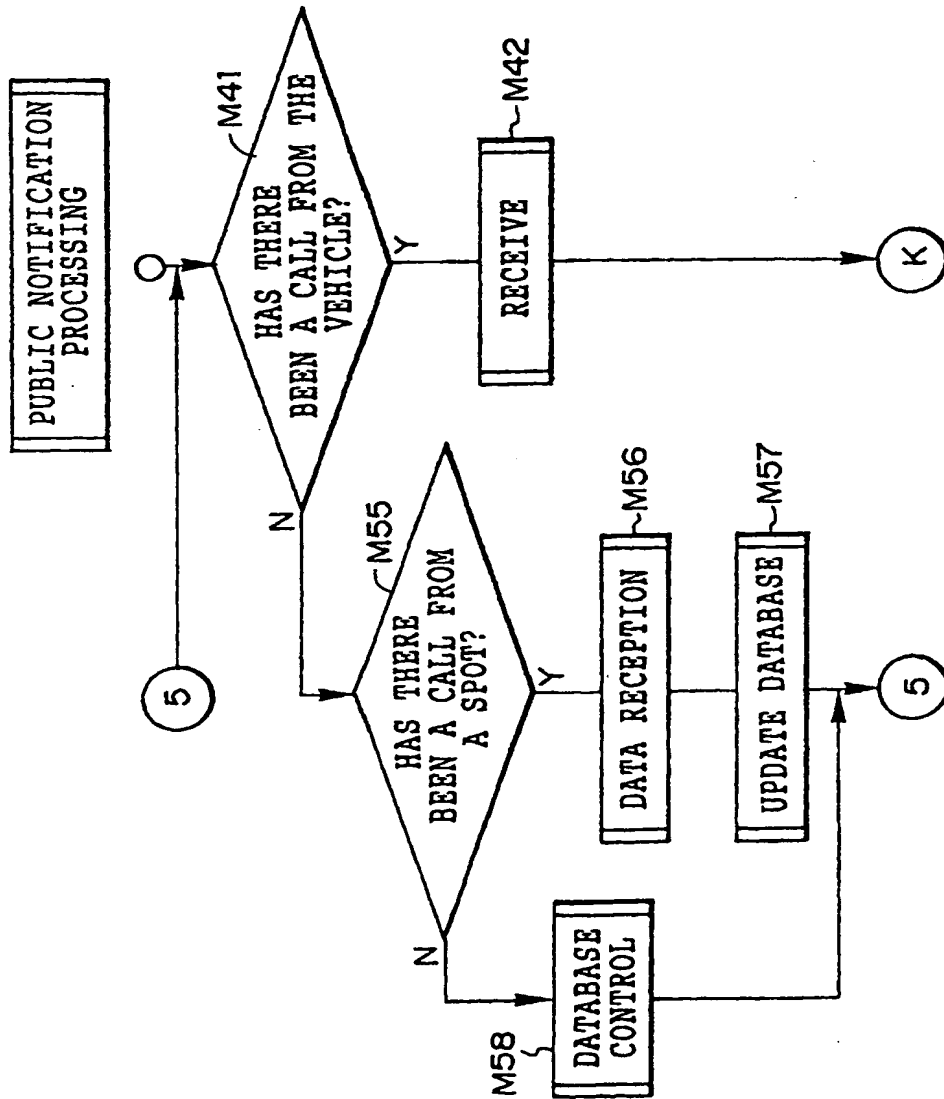 PUBLIC NOTIFICATION
PROCESSING
5
M41
HAS THERE
BEEN A CALL FROM THE
VEHICLE?
N
Y
M42
RECEIVE
K
M55
HAS THERE
BEEN A CALL FROM
A SPOT?
N
Y
M56
DATA RECEPTION
M57
UPDATE DATABASE
M58
DATABASE
CONTROL
5